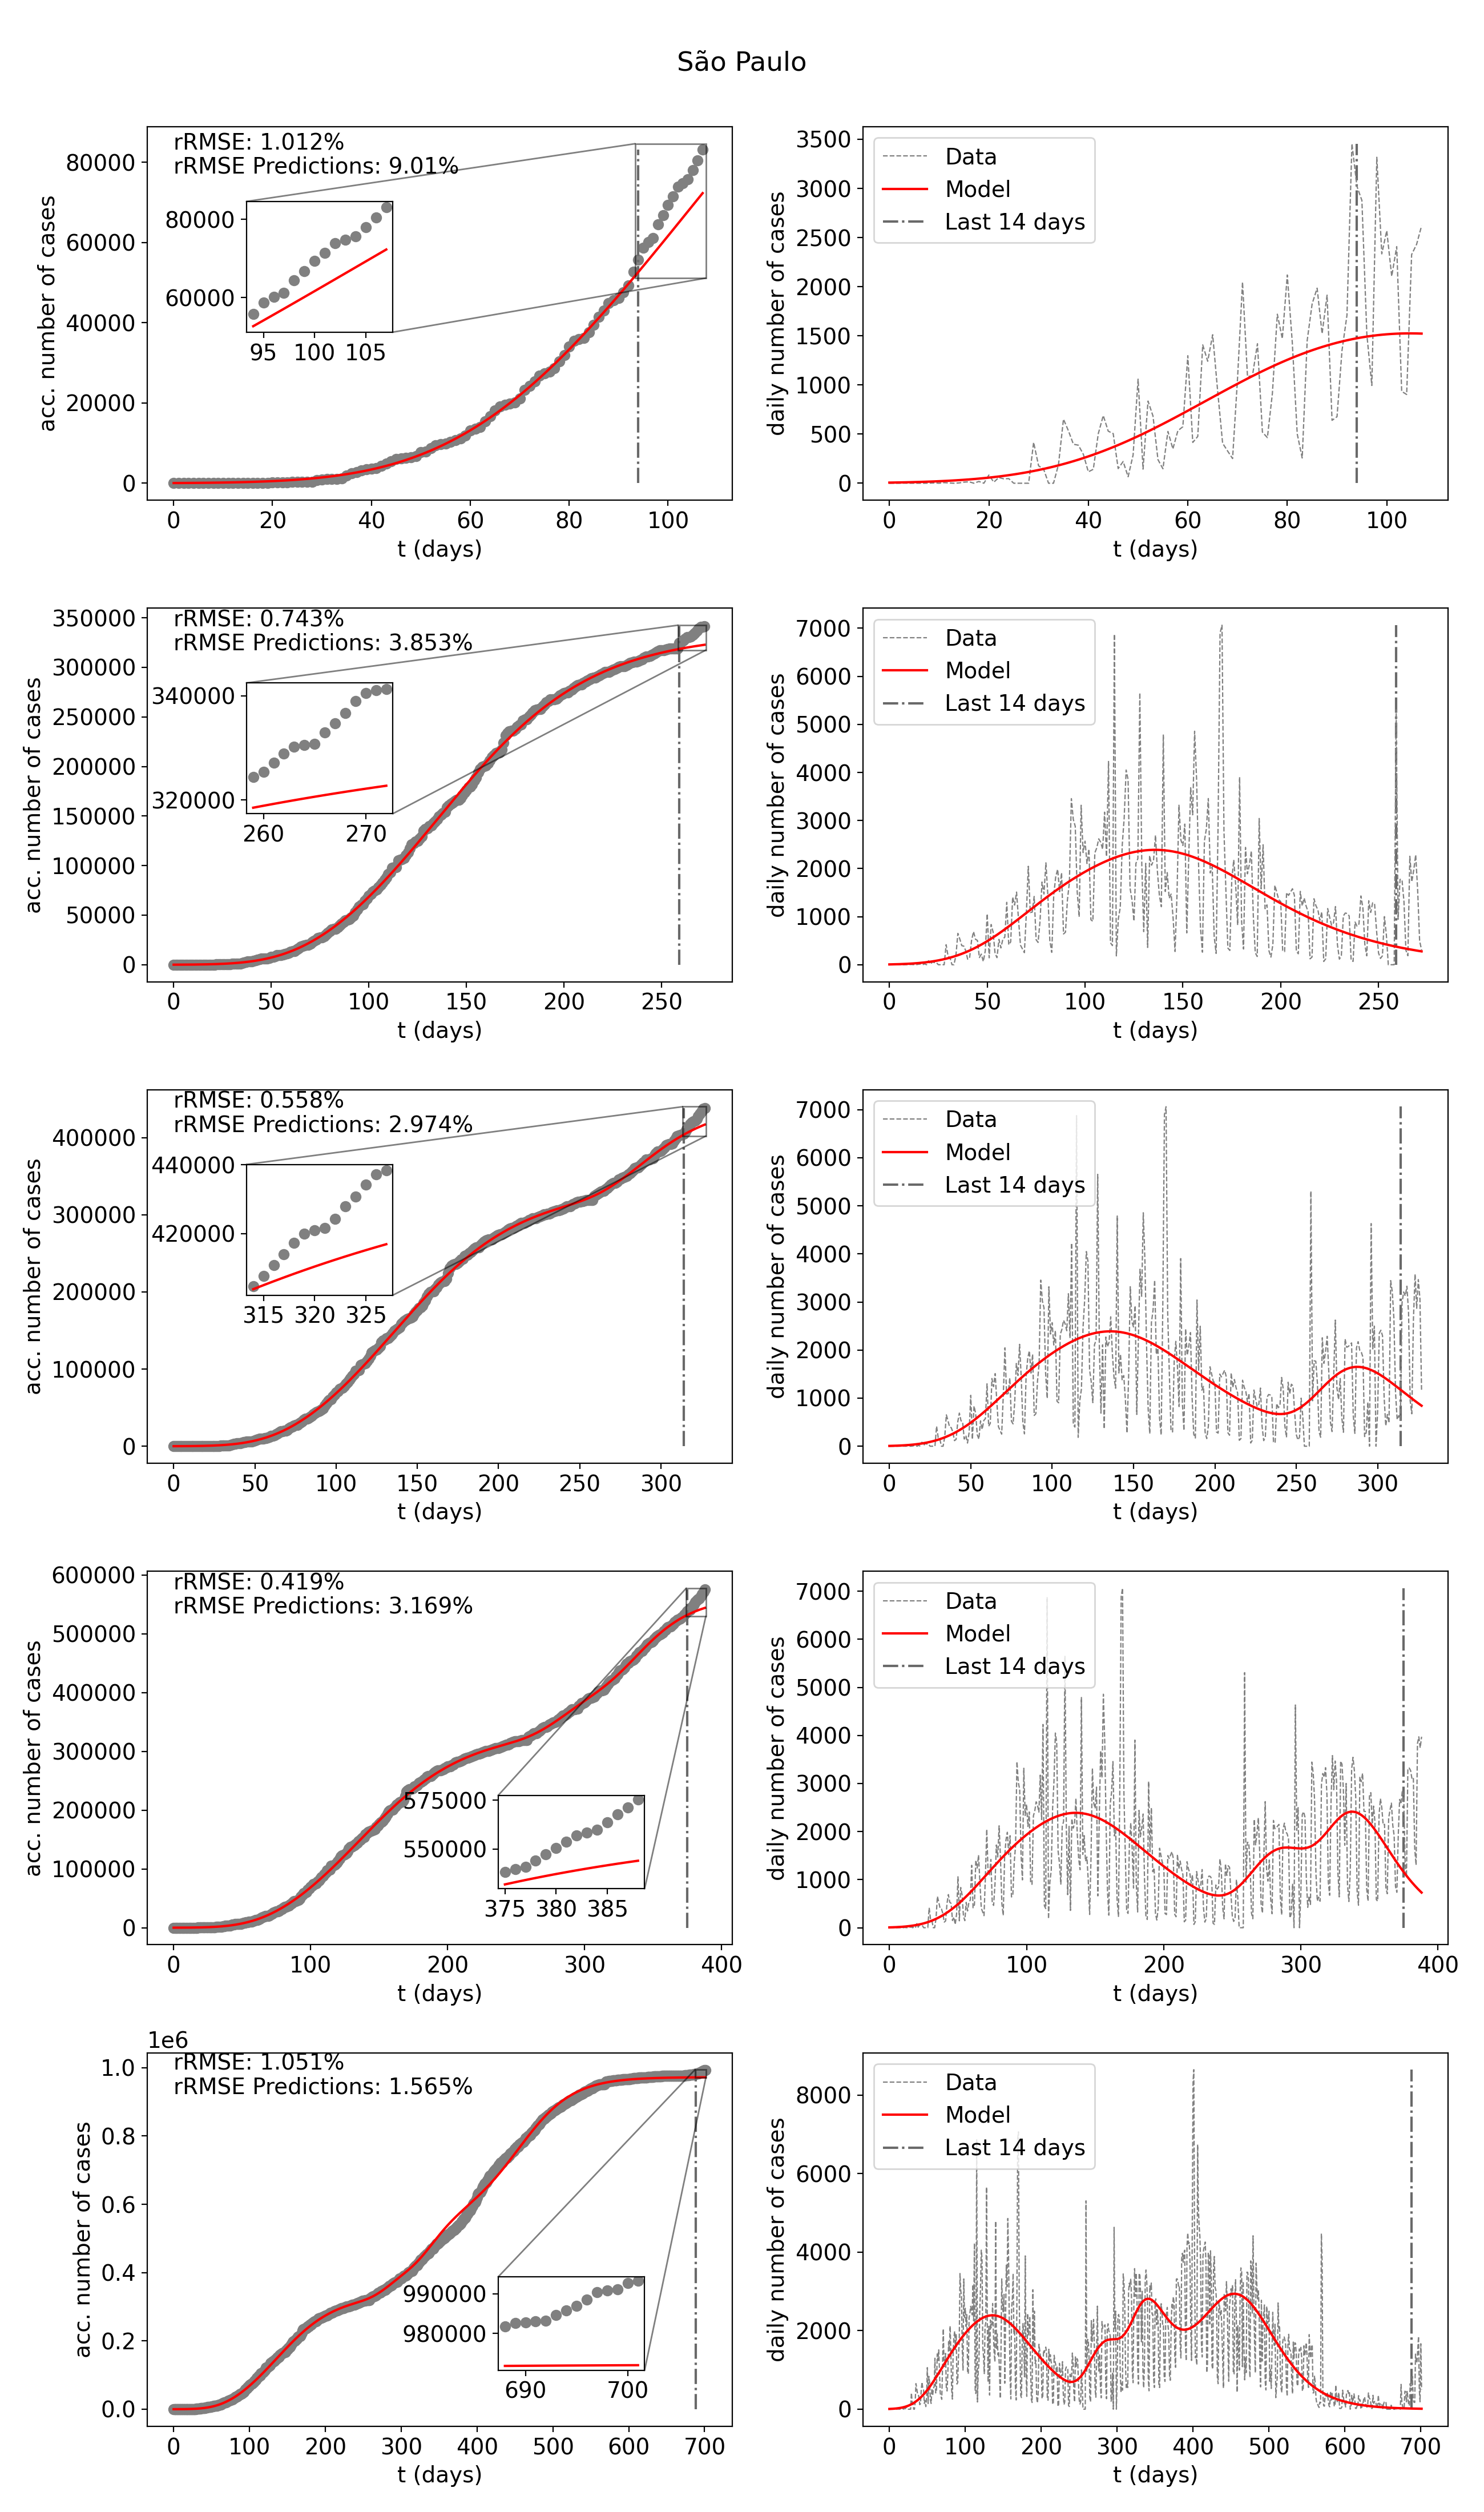 São Paulo
rRMSE: 1.012%
rRMSE Predictions: 9.01%
80000
60000
40000
20000
0
acc. number of cases
80000
60000
95 100 105
0 20 40 60 80 100
t (days)
Data
Model
Last 14 days
3500
3000
2500
2000
1500
1000
500
0
daily number of cases
0 20 40 60 80 100
t (days)
rRMSE: 0.743%
rRMSE Predictions: 3.853%
350000
300000
250000
200000
150000
100000
50000
0
acc. number of cases
340000
320000
260 270
0 50 100 150 200 250
t (days)
Data
Model
Last 14 days
7000
6000
5000
4000
3000
2000
1000
0
daily number of cases
0 50 100 150 200 250
t (days)
rRMSE: 0.558%
rRMSE Predictions: 2.974%
400000
300000
200000
100000
0
acc. number of cases
440000
420000
315 320 325
0 50 100 150 200 250 300
t (days)
Data
Model
Last 14 days
7000
6000
5000
4000
3000
2000
1000
0
daily number of cases
0 50 100 150 200 250 300
t (days)
rRMSE: 0.419%
rRMSE Predictions: 3.169%
600000
500000
400000
300000
200000
100000
0
acc. number of cases
575000
550000
375 380 385
0 100 200 300 400
t (days)
Data
Model
Last 14 days
7000
6000
5000
4000
3000
2000
1000
0
daily number of cases
0 100 200 300 400
t (days)
1e6
rRMSE: 1.051%
rRMSE Predictions: 1.565%
1.0
0.8
0.6
0.4
0.2
0.0
acc. number of cases
990000
980000
690 700
0 100 200 300 400 500 600 700
t (days)
Data
Model
Last 14 days
8000
6000
4000
2000
0
daily number of cases
0 100 200 300 400 500 600 700
t (days)